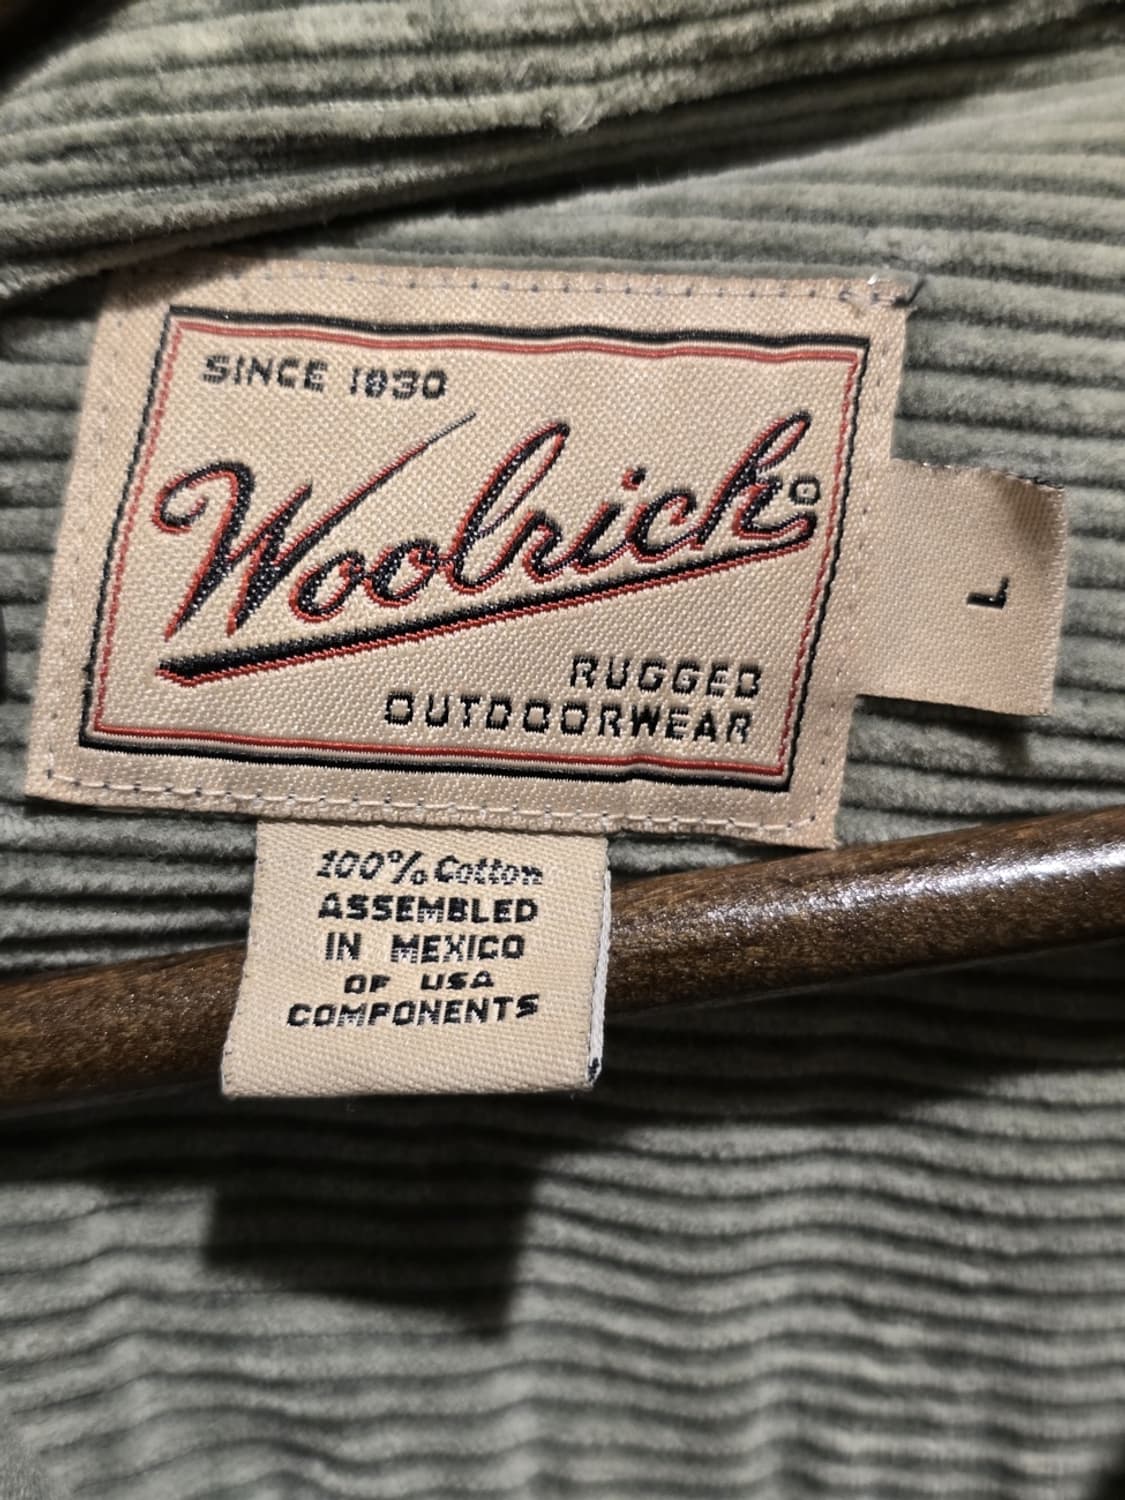 SINCE 1830
Woolrich®
RUGGED
OUTDOORWEAR
L
100% Cotton
ASSEMBLED
IN MEXICO
OF USA
COMPONENTS